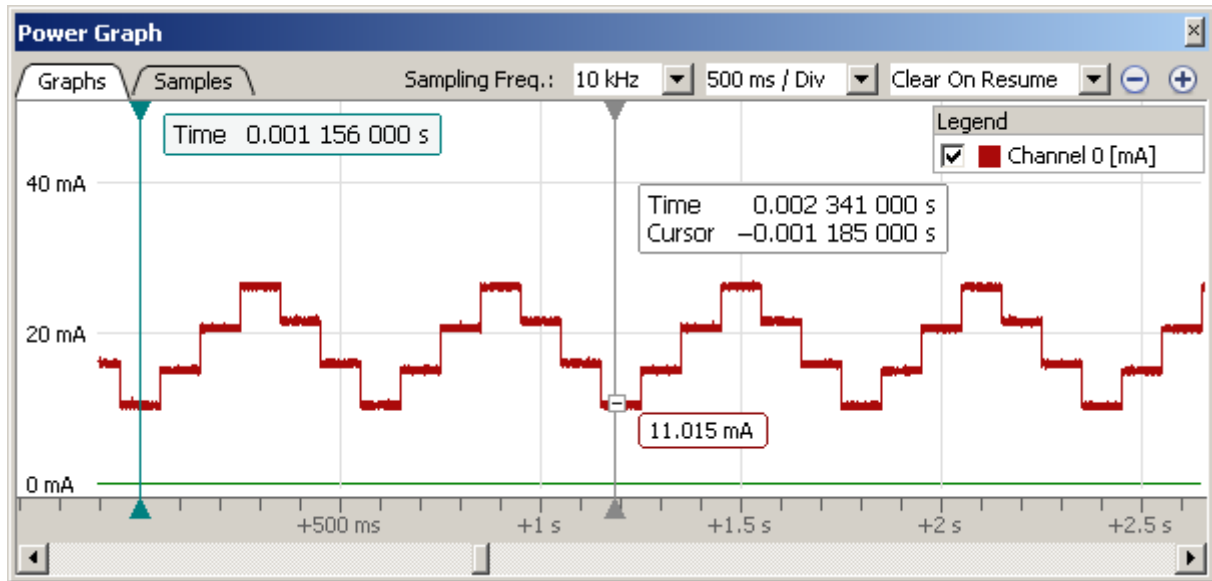 Power Graph
Graphs Samples Sampling Freq.: 10 kHz 500 ms / Div Clear On Resume
Time 0.001 156 000 s
Legend
Channel 0 [mA]
40 mA
Time 0.002 341 000 s
Cursor −0.001 185 000 s
20 mA
11.015 mA
0 mA
+500 ms +1 s +1.5 s +2 s +2.5 s